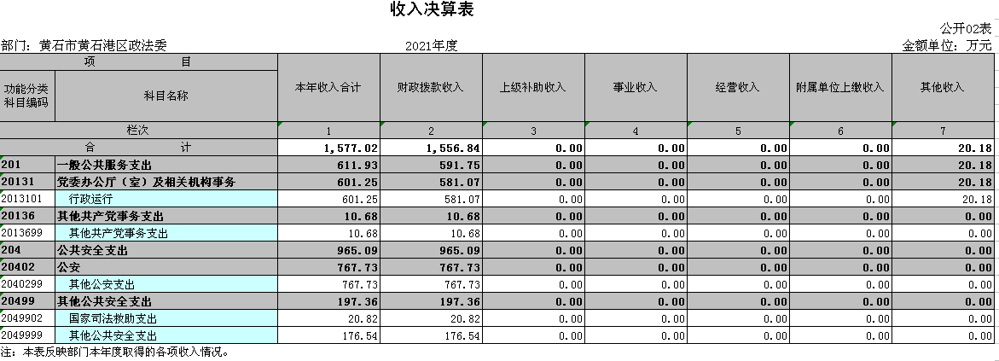 收入决算表
公开02表
部门：黄石市黄石港区政法委 2021年度 金额单位：万元
项 目 本年收入合计 财政拨款收入 上级补助收入 事业收入 经营收入 附属单位上缴收入 其他收入
功能分类科目编码 科目名称
栏次 1 2 3 4 5 6 7
合 计 1,577.02 1,556.84 0.00 0.00 0.00 0.00 20.18
201 一般公共服务支出 611.93 591.75 0.00 0.00 0.00 0.00 20.18
20131 党委办公厅（室）及相关机构事务 601.25 581.07 0.00 0.00 0.00 0.00 20.18
2013101 行政运行 601.25 581.07 0.00 0.00 0.00 0.00 20.18
20136 其他共产党事务支出 10.68 10.68 0.00 0.00 0.00 0.00 0.00
2013699 其他共产党事务支出 10.68 10.68 0.00 0.00 0.00 0.00 0.00
204 公共安全支出 965.09 965.09 0.00 0.00 0.00 0.00 0.00
20402 公安 767.73 767.73 0.00 0.00 0.00 0.00 0.00
2040299 其他公安支出 767.73 767.73 0.00 0.00 0.00 0.00 0.00
20499 其他公共安全支出 197.36 197.36 0.00 0.00 0.00 0.00 0.00
2049902 国家司法救助支出 20.82 20.82 0.00 0.00 0.00 0.00 0.00
2049999 其他公共安全支出 176.54 176.54 0.00 0.00 0.00 0.00 0.00
注：本表反映部门本年度取得的各项收入情况。